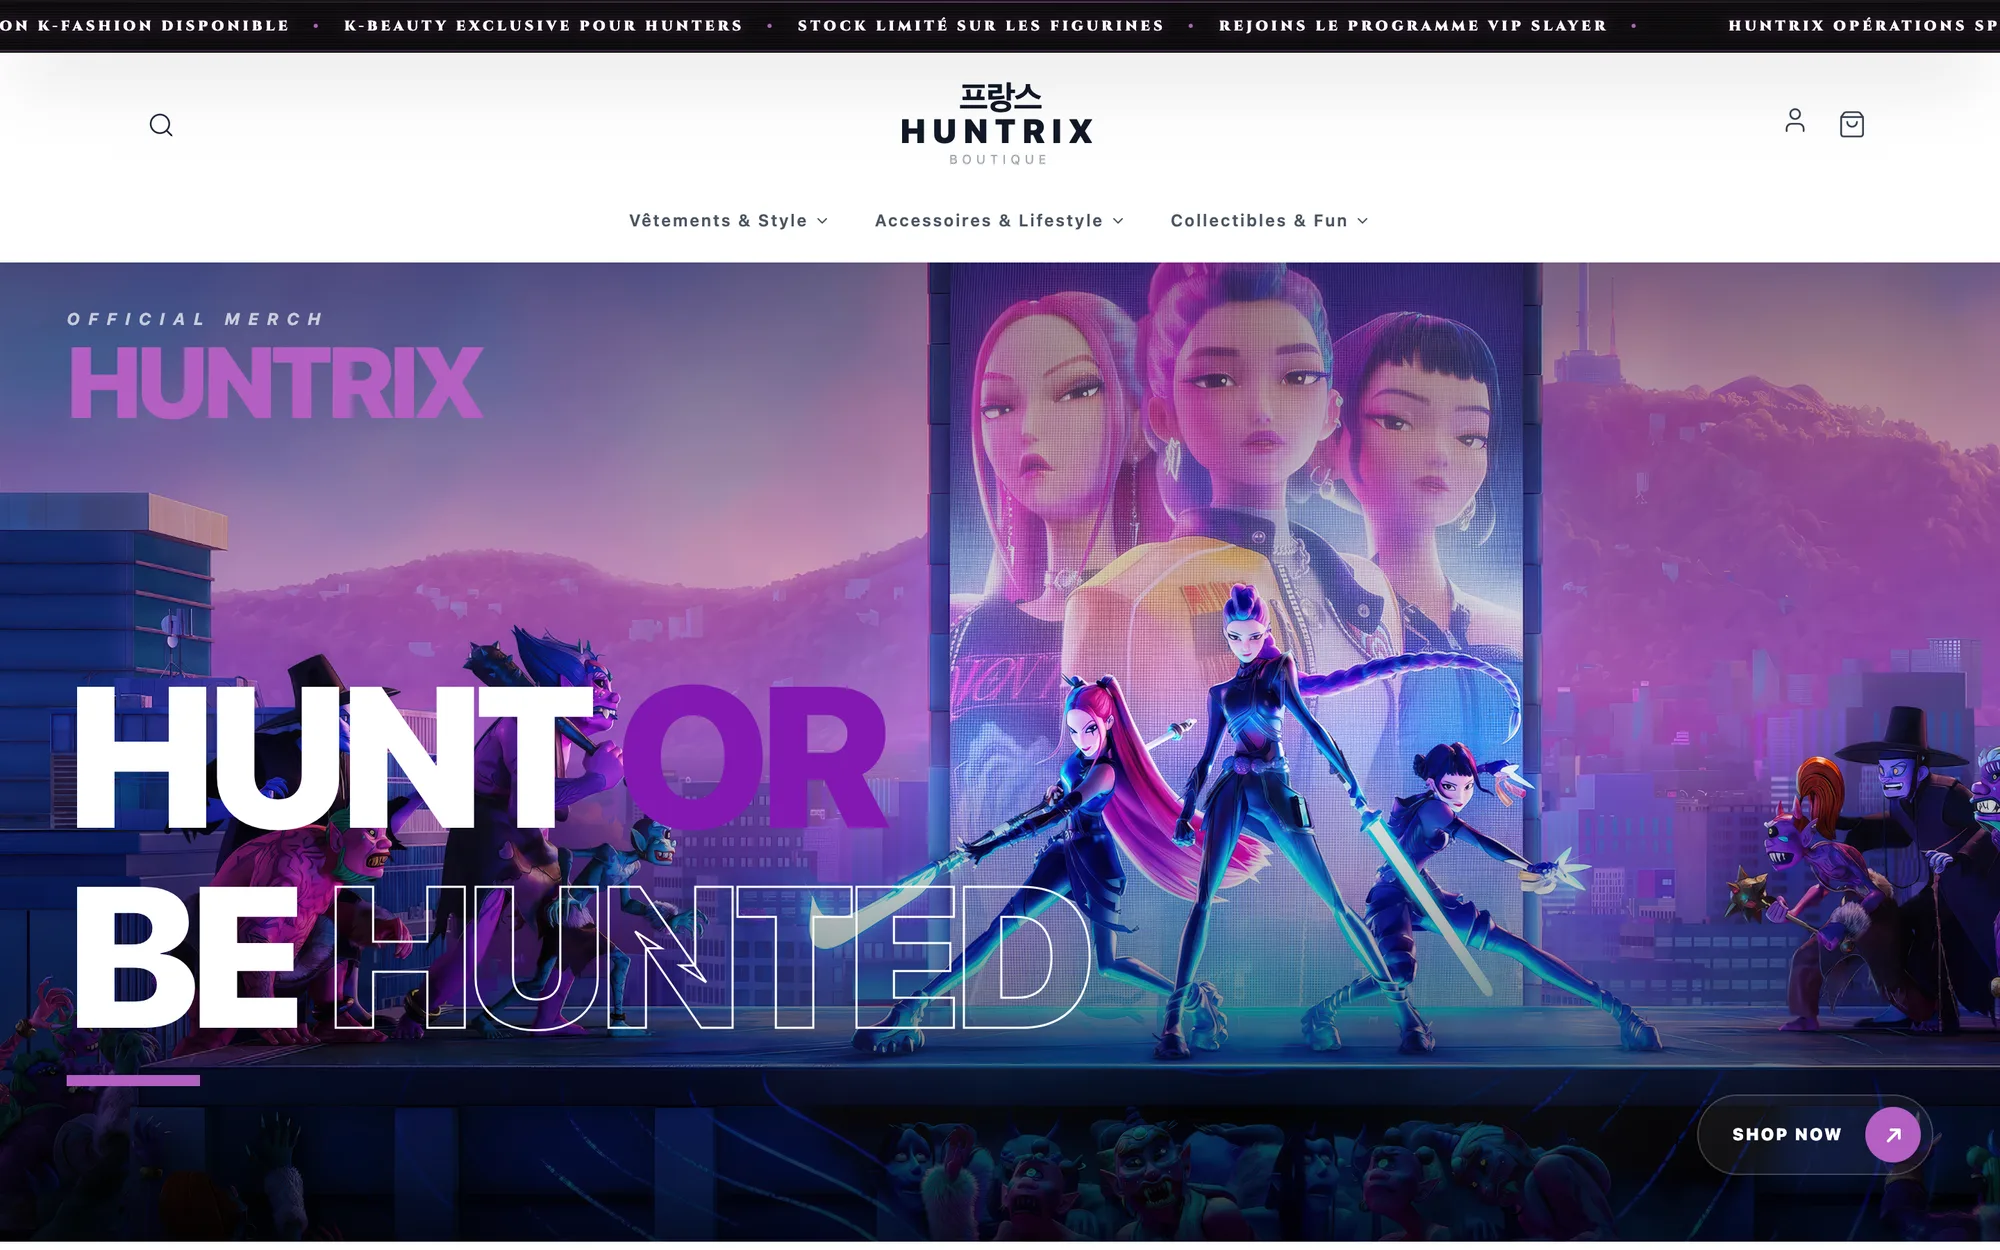 ON K-FASHION DISPONIBLE • K-BEAUTY EXCLUSIVE POUR HUNTERS • STOCK LIMITÉ SUR LES FIGURINES • REJOINS LE PROGRAMME VIP SLAYER • HUNTRIX OPÉRATIONS SP
프랑스
HUNTRIX
BOUTIQUE
Vêtements & Style Accessoires & Lifestyle Collectibles & Fun
OFFICIAL MERCH
HUNTRIX
HUNT OR
BE HUNTED
SHOP NOW